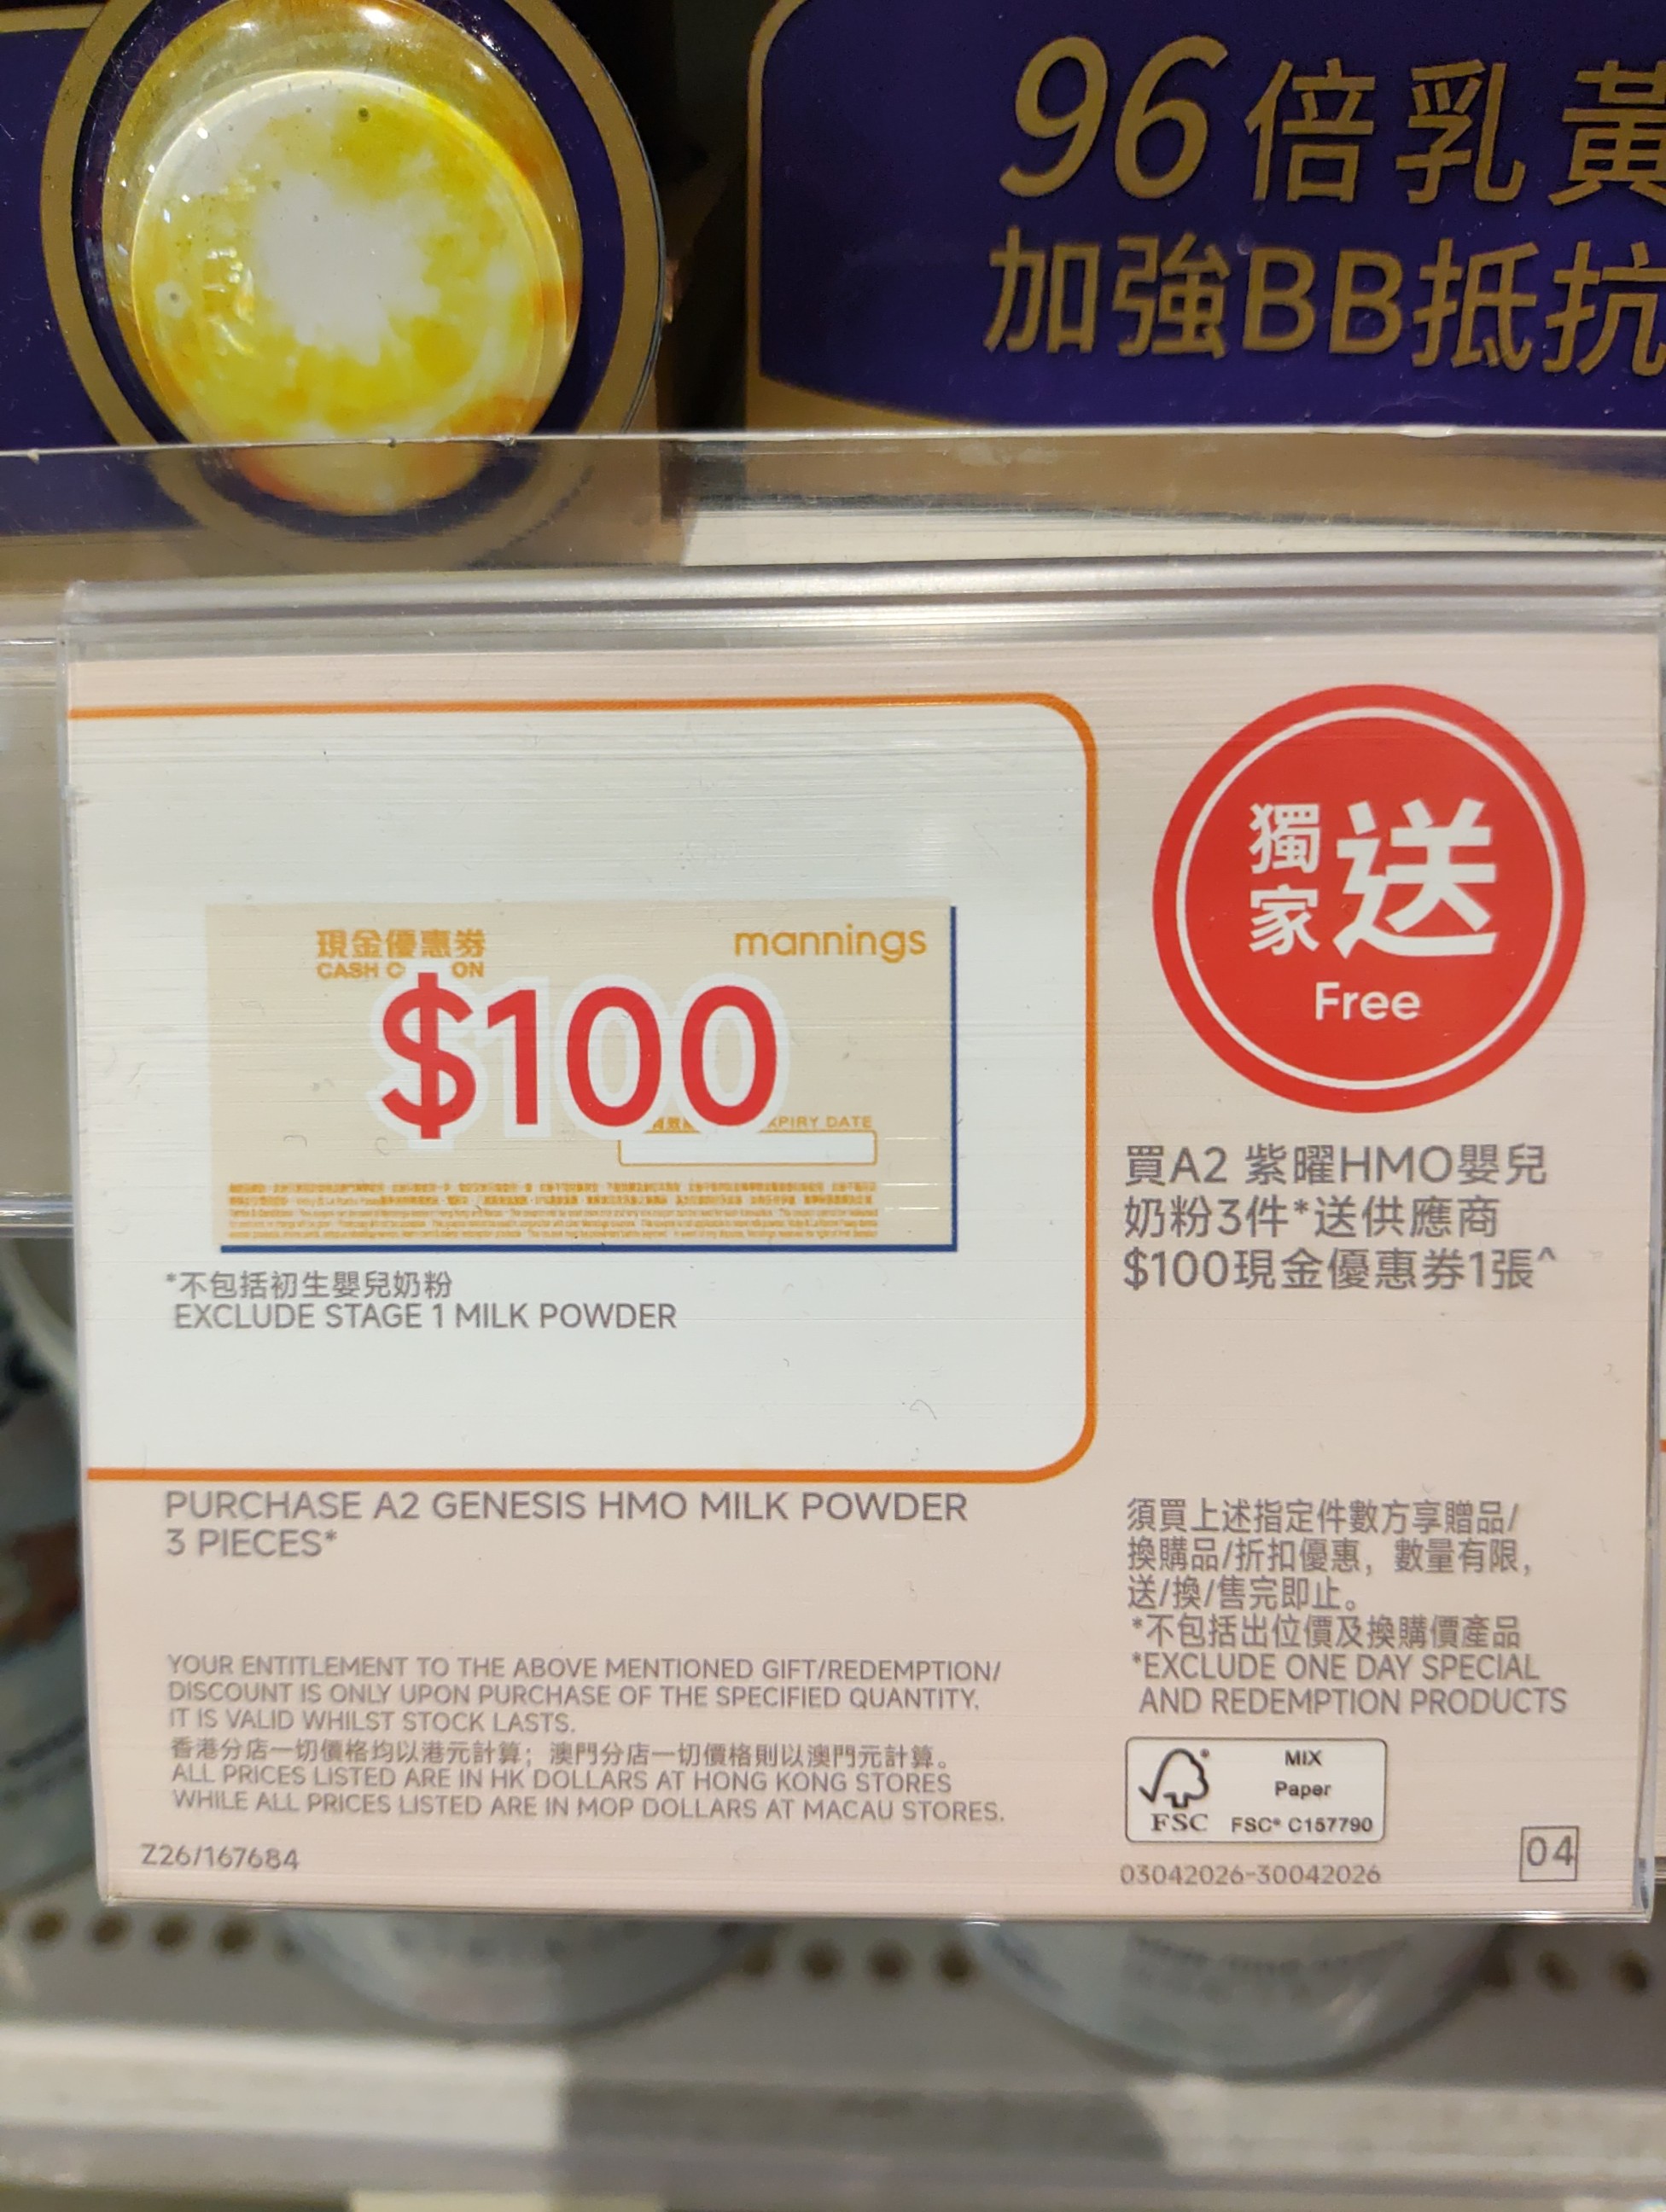 96倍乳黃
加強BB抵抗
現金優惠券
mannings
CASH C ON
$100
XPIRY DATE
*不包括初生嬰兒奶粉
EXCLUDE STAGE 1 MILK POWDER
獨家送
Free
買A2 紫曜HMO嬰兒
奶粉3件*送供應商
$100現金優惠券1張^
PURCHASE A2 GENESIS HMO MILK POWDER
3 PIECES*
YOUR ENTITLEMENT TO THE ABOVE MENTIONED GIFT/REDEMPTION/
DISCOUNT IS ONLY UPON PURCHASE OF THE SPECIFIED QUANTITY.
IT IS VALID WHILST STOCK LASTS.
香港分店一切價格均以港元計算；澳門分店一切價格則以澳門元計算。
ALL PRICES LISTED ARE IN HK DOLLARS AT HONG KONG STORES
WHILE ALL PRICES LISTED ARE IN MOP DOLLARS AT MACAU STORES.
Z26/167684
須買上述指定件數方享贈品/
換購品/折扣優惠，數量有限，
送/換/售完即止。
*不包括出位價及換購價產品
*EXCLUDE ONE DAY SPECIAL
AND REDEMPTION PRODUCTS
MIX
Paper
FSC
FSC® C157790
03042026-30042026
04